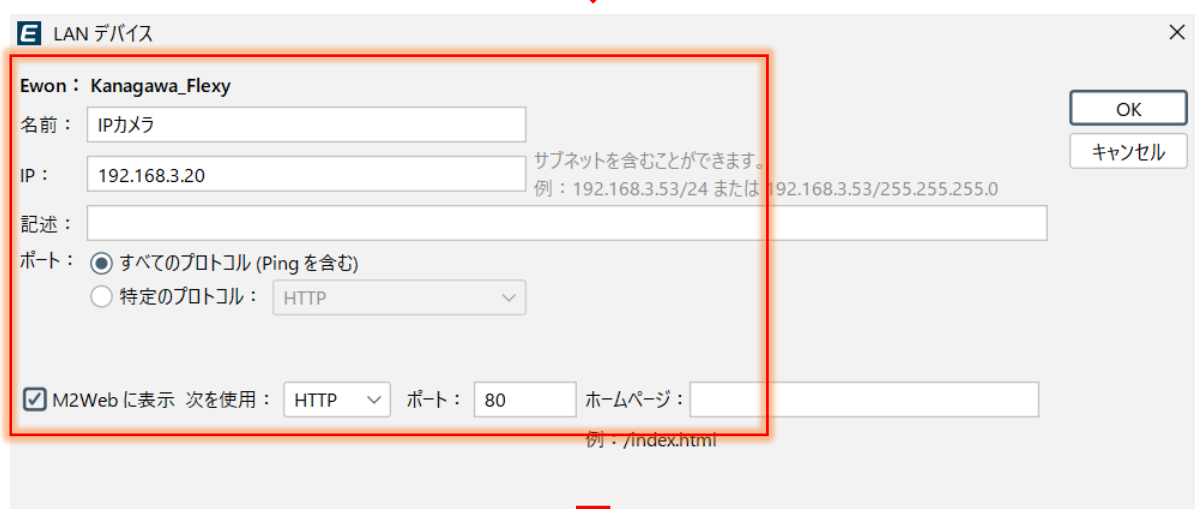 E LAN デバイス
Ewon： Kanagawa_Flexy
名前： IPカメラ
OK
キャンセル
IP： 192.168.3.20
サブネットを含むことができます。
例：192.168.3.53/24 または 192.168.3.53/255.255.255.0
記述：
ポート： すべてのプロトコル (Ping を含む)
特定のプロトコル： HTTP
M2Web に表示 次を使用： HTTP ポート： 80 ホームページ：
例：/index.html